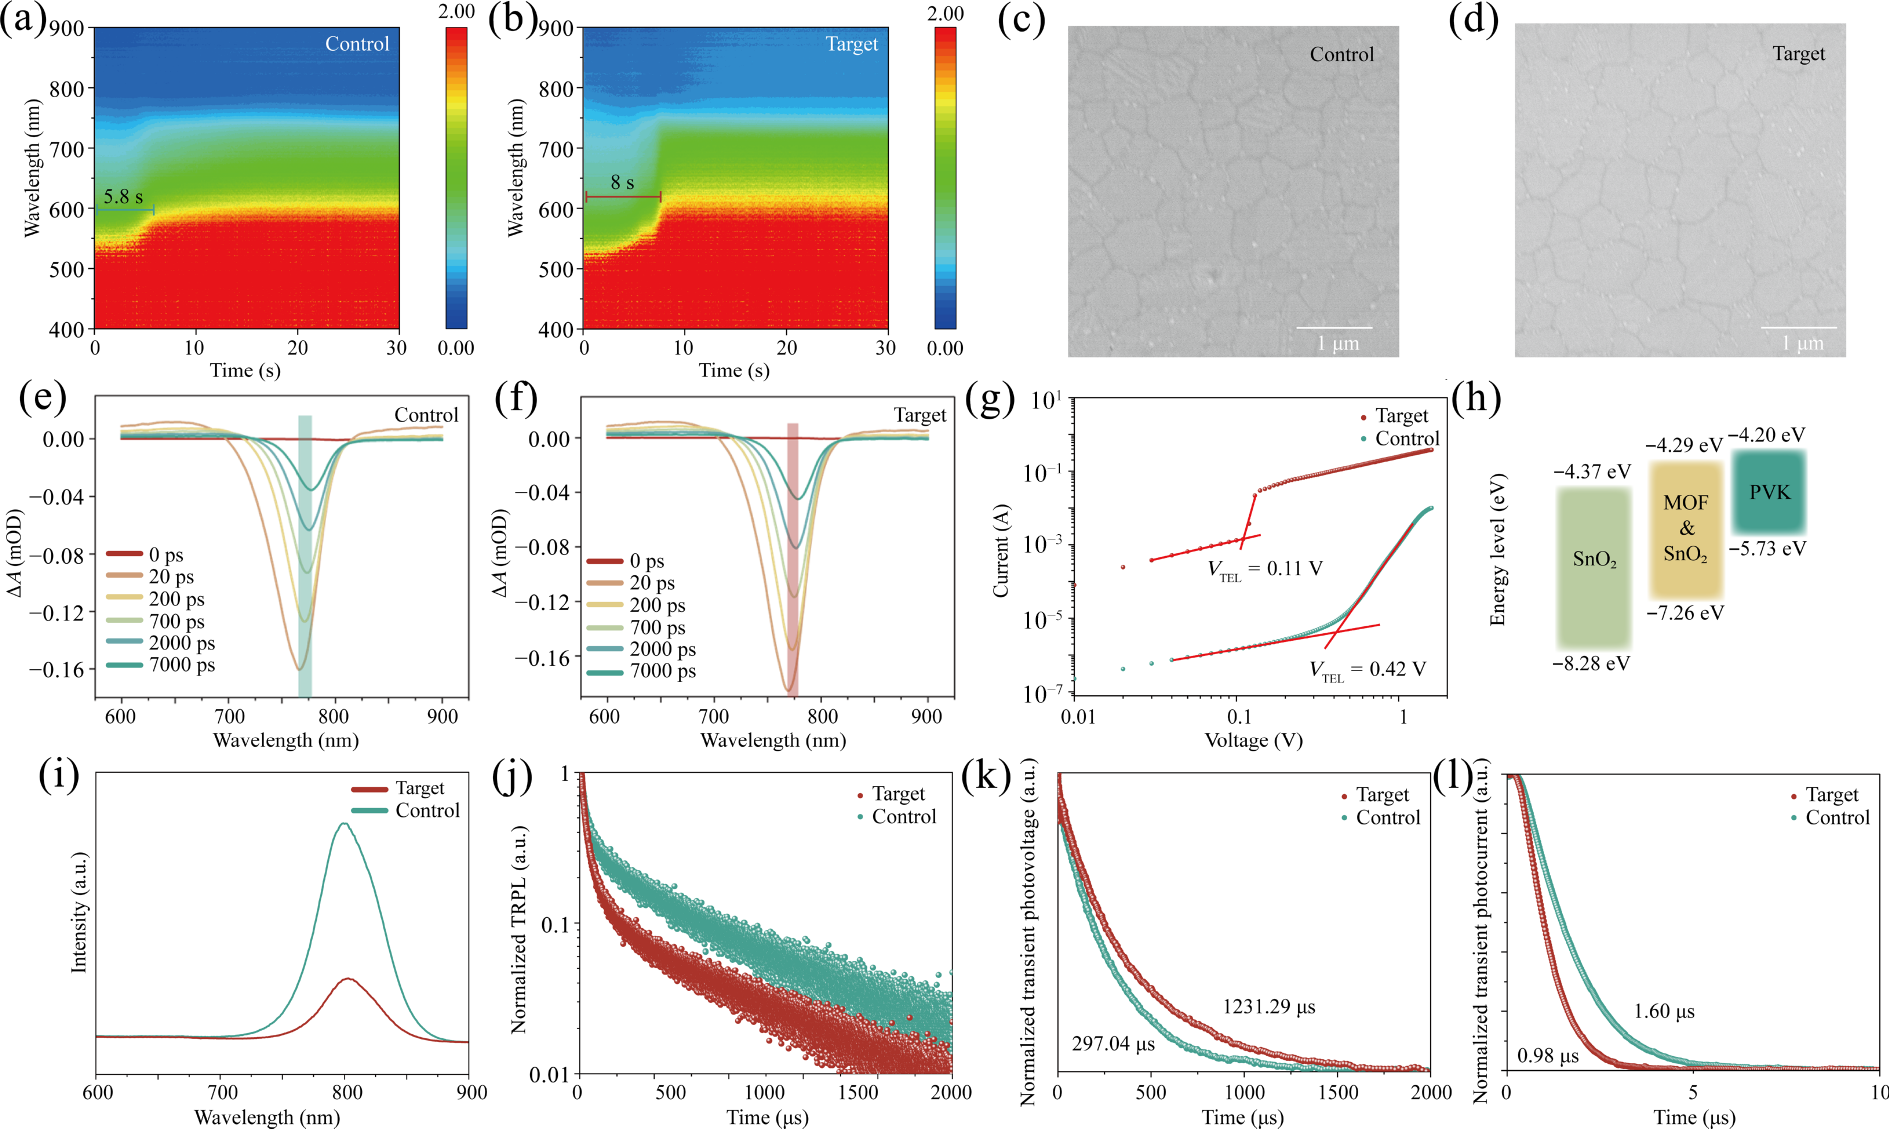 (a)
2.00
900
800
700
600
500
400
Wavelength (nm)
Control
5.8 s
0
10
20
30
Time (s)
0.00
(b)
2.00
900
800
700
600
500
400
Wavelength (nm)
Target
8 s
0
10
20
30
Time (s)
0.00
(c)
Control
1 μm
(d)
Target
1 μm
(e)
Control
0.00
−0.04
−0.08
−0.12
−0.16
ΔA (mOD)
0 ps
20 ps
200 ps
700 ps
2000 ps
7000 ps
600
700
800
900
Wavelength (nm)
(f)
Target
0.00
−0.04
−0.08
−0.12
−0.16
ΔA (mOD)
0 ps
20 ps
200 ps
700 ps
2000 ps
7000 ps
600
700
800
900
Wavelength (nm)
(g)
10¹
10⁻¹
10⁻³
10⁻⁵
10⁻⁷
Current (A)
Target
Control
V_TEL = 0.11 V
V_TEL = 0.42 V
0.01
0.1
1
Voltage (V)
(h)
Energy level (eV)
−4.37 eV
SnO₂
−8.28 eV
−4.29 eV
MOF
&
SnO₂
−7.26 eV
−4.20 eV
PVK
−5.73 eV
(i)
Intensity (a.u.)
Target
Control
600
700
800
900
Wavelength (nm)
(j)
1
0.1
0.01
Normalized TRPL (a.u.)
Target
Control
0
500
1000
1500
2000
Time (μs)
(k)
Normalized transient photovoltage (a.u.)
Target
Control
1231.29 μs
297.04 μs
0
500
1000
1500
2000
Time (μs)
(l)
Normalized transient photocurrent (a.u.)
Target
Control
1.60 μs
0.98 μs
0
5
10
Time (μs)